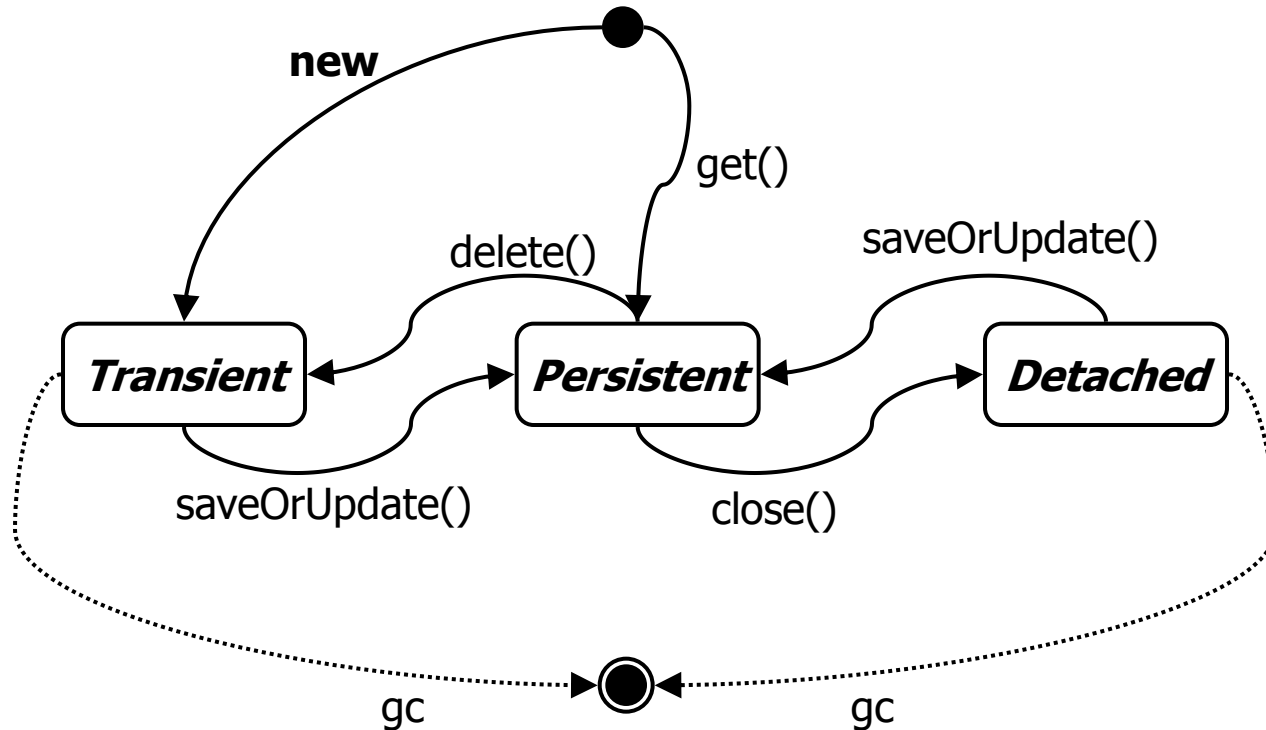 new
get()
delete()
saveOrUpdate()
Transient
Persistent
Detached
saveOrUpdate()
close()
gc
gc